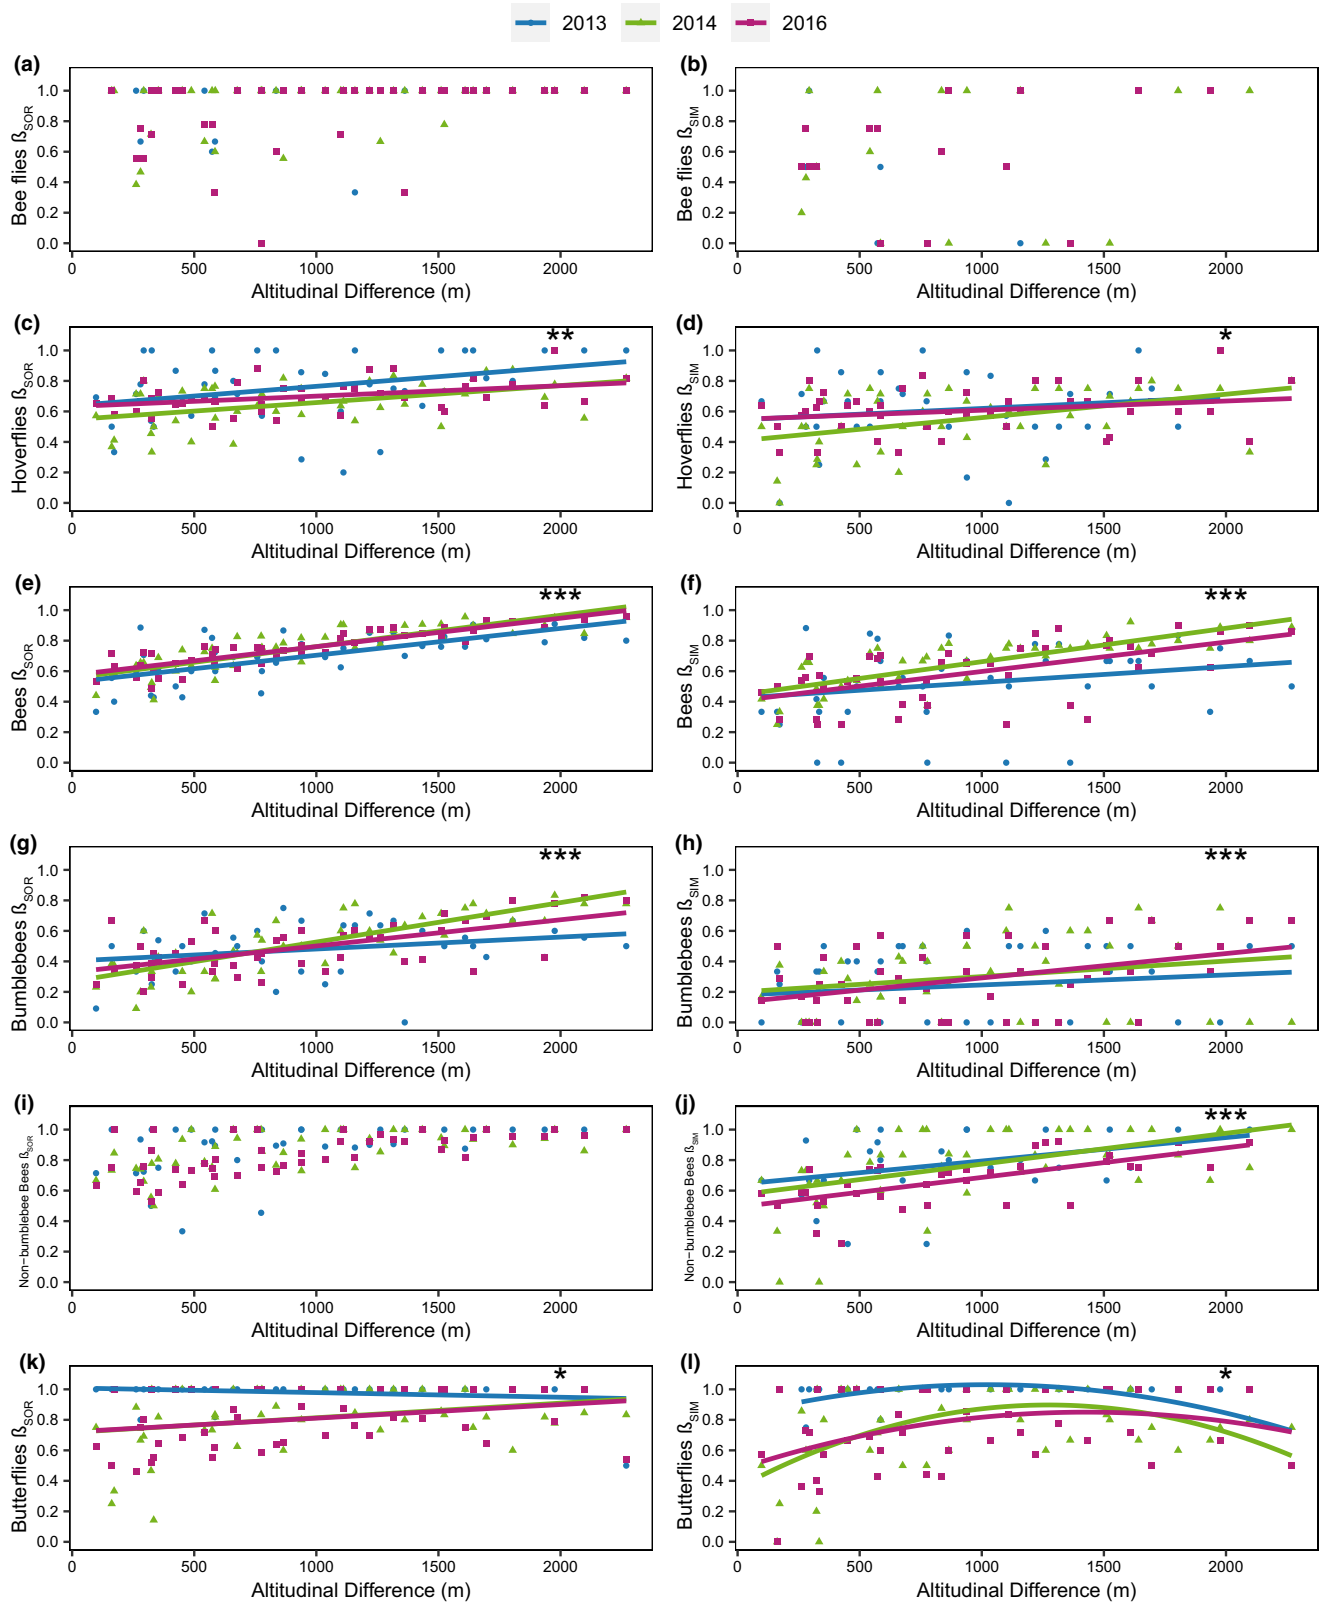 2013 2014 2016
(a) (b)
Bee flies ßSOR
1.0
0.8
0.6
0.4
0.2
0.0
0 500 1000 1500 2000
Altitudinal Difference (m)
Bee flies ßSIM
1.0
0.8
0.6
0.4
0.2
0.0
0 500 1000 1500 2000
Altitudinal Difference (m)
(c) (d)
**
Hoverflies ßSOR
1.0
0.8
0.6
0.4
0.2
0.0
0 500 1000 1500 2000
Altitudinal Difference (m)
*
Hoverflies ßSIM
1.0
0.8
0.6
0.4
0.2
0.0
0 500 1000 1500 2000
Altitudinal Difference (m)
(e) (f)
***
Bees ßSOR
1.0
0.8
0.6
0.4
0.2
0.0
0 500 1000 1500 2000
Altitudinal Difference (m)
***
Bees ßSIM
1.0
0.8
0.6
0.4
0.2
0.0
0 500 1000 1500 2000
Altitudinal Difference (m)
(g) (h)
***
Bumblebees ßSOR
1.0
0.8
0.6
0.4
0.2
0.0
0 500 1000 1500 2000
Altitudinal Difference (m)
***
Bumblebees ßSIM
1.0
0.8
0.6
0.4
0.2
0.0
0 500 1000 1500 2000
Altitudinal Difference (m)
(i) (j)
Non−bumblebee Bees ßSOR
1.0
0.8
0.6
0.4
0.2
0.0
0 500 1000 1500 2000
Altitudinal Difference (m)
***
Non−bumblebee Bees ßSIM
1.0
0.8
0.6
0.4
0.2
0.0
0 500 1000 1500 2000
Altitudinal Difference (m)
(k) (l)
*
Butterflies ßSOR
1.0
0.8
0.6
0.4
0.2
0.0
0 500 1000 1500 2000
Altitudinal Difference (m)
*
Butterflies ßSIM
1.0
0.8
0.6
0.4
0.2
0.0
0 500 1000 1500 2000
Altitudinal Difference (m)